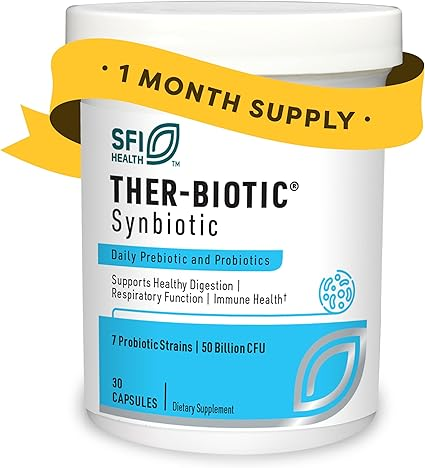 · 1 MONTH SUPPLY ·
SFI
HEALTH™
THER-BIOTIC®
Synbiotic
Daily Prebiotic and Probiotics
Supports Healthy Digestion |
Respiratory Function | Immune Health†
7 Probiotic Strains | 50 Billion CFU
30
CAPSULES
Dietary Supplement